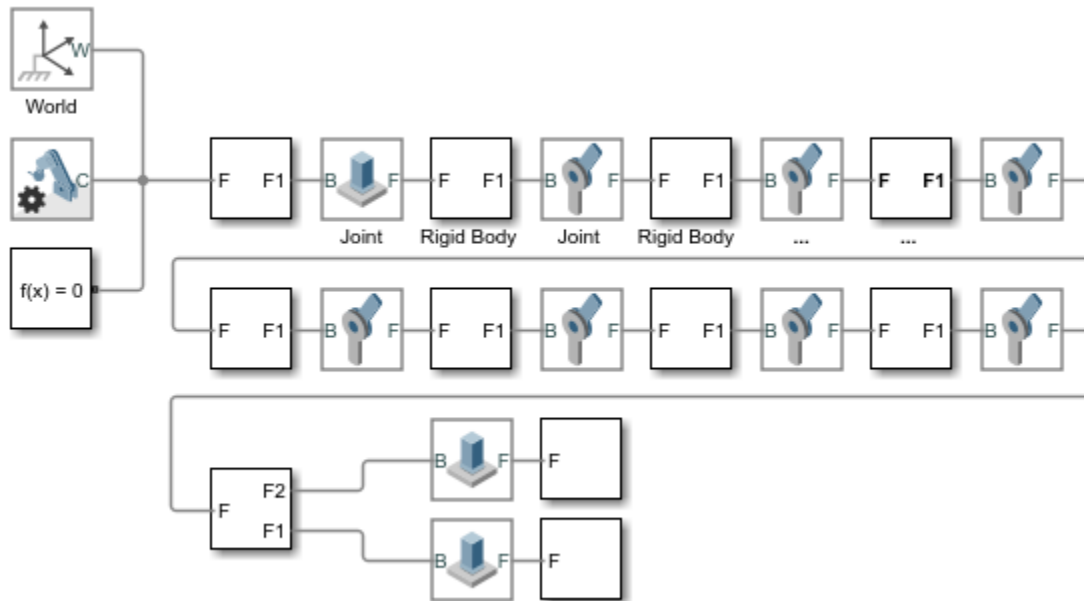 W
World
C
F F1 B F F F1 B F F F1 B F F F1 B F
Joint Rigid Body Joint Rigid Body ... ...
f(x) = 0
F F1 B F F F1 B F F F1 B F F F1 B F
B F F
F F2
F1
B F F